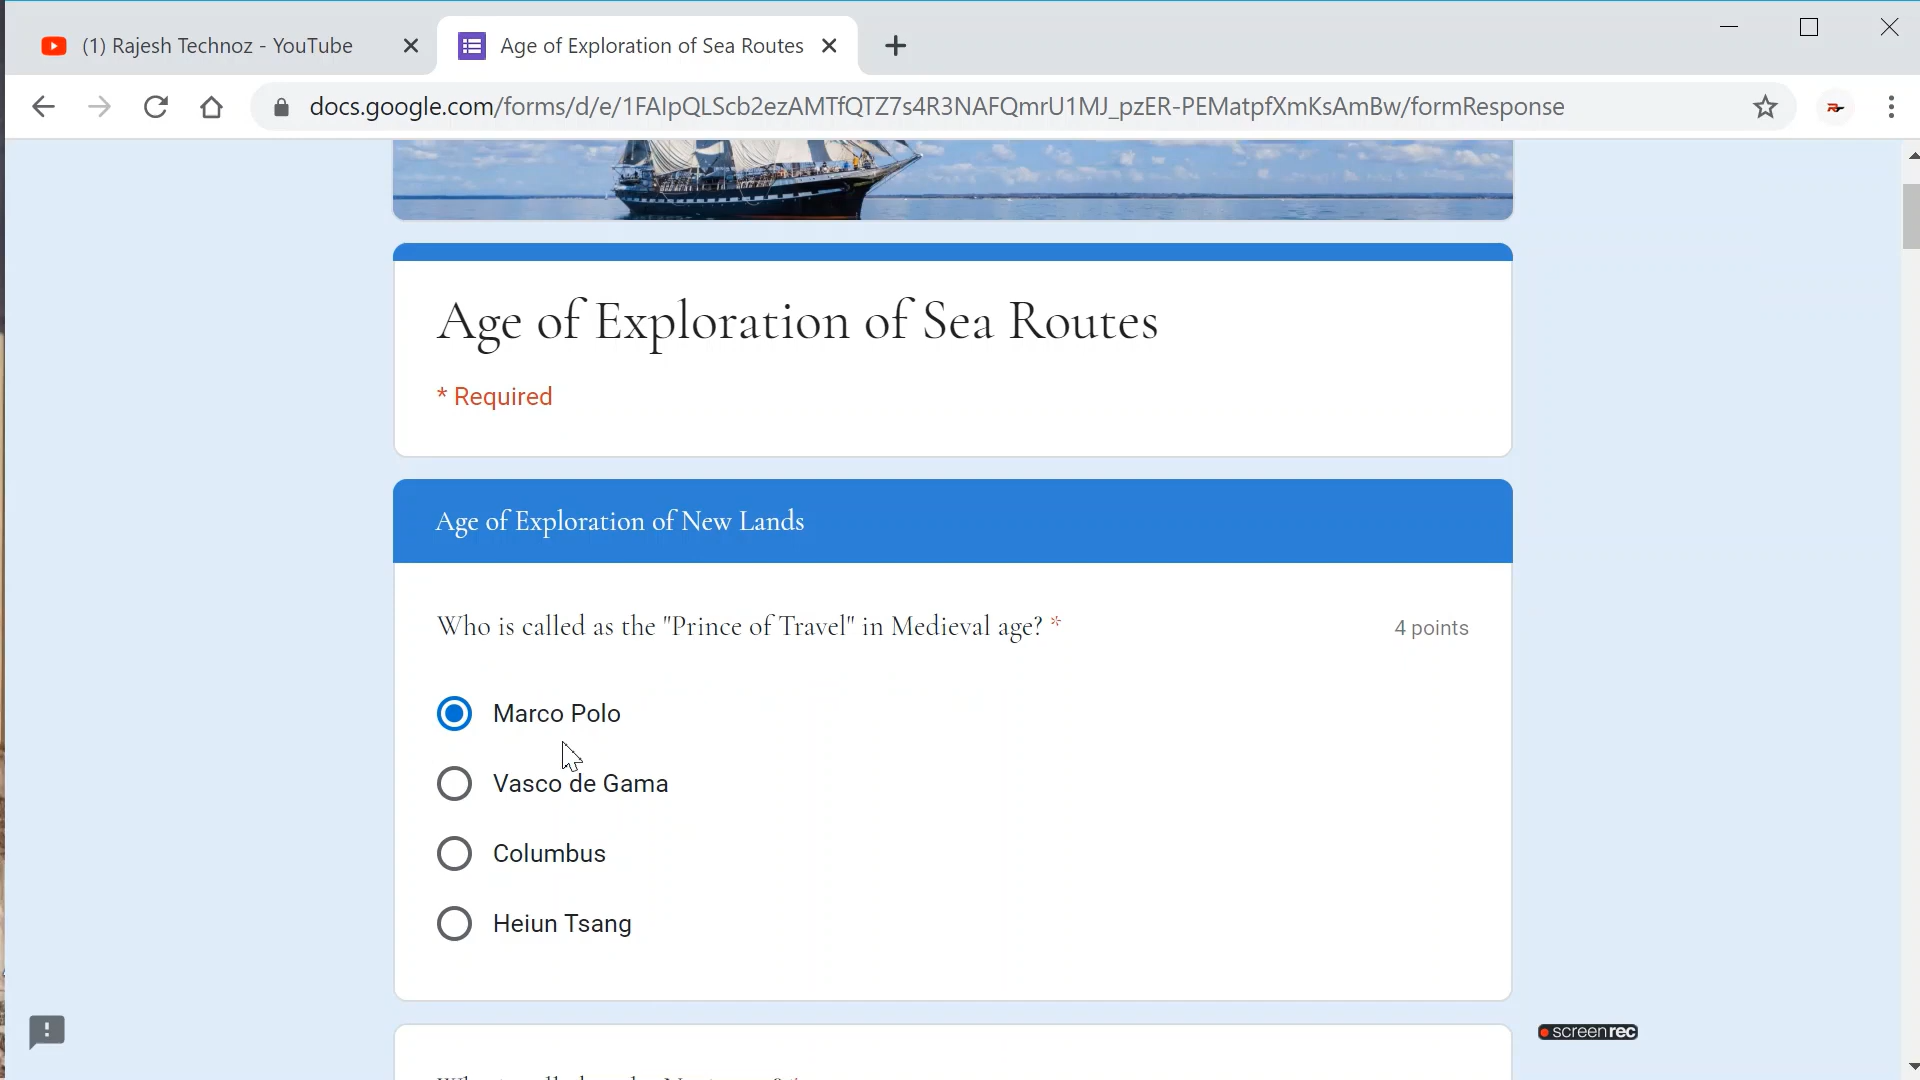 (1) Rajesh Technoz - YouTube
Age of Exploration of Sea Routes
docs.google.com/forms/d/e/1FAIpQLScb2ezAMTfQTZ7s4R3NAFQmrU1MJ_pzER-PEMatpfXmKsAmBw/formResponse
Age of Exploration of Sea Routes
* Required
Age of Exploration of New Lands
Who is called as the "Prince of Travel" in Medieval age? *
4 points
Marco Polo
Vasco de Gama
Columbus
Heiun Tsang
screenrec